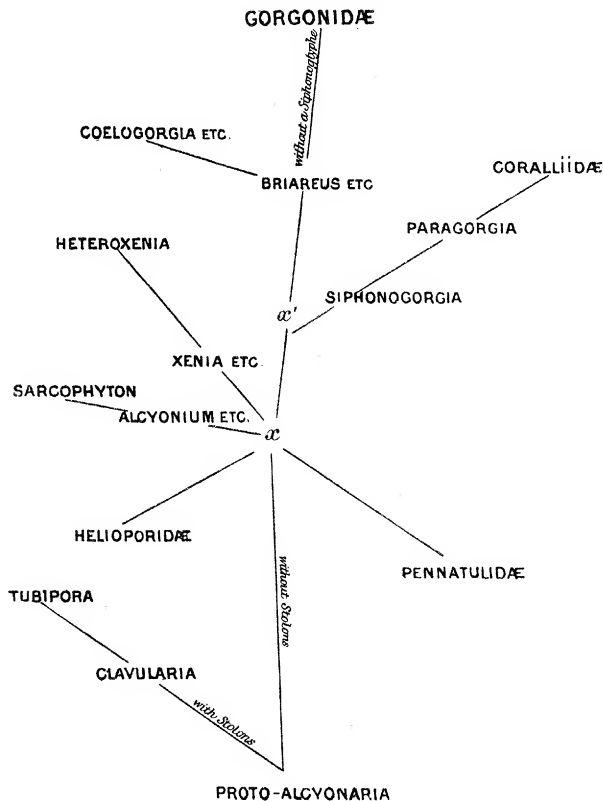 GORGONIDÆ
without a Siphonoglyphe
COELOGORGIA ETC.
BRIAREUS ETC
CORALLIIDÆ
PARAGORGIA
HETEROXENIA
SIPHONOGORGIA
x'
XENIA ETC.
SARCOPHYTON
ALCYONIUM ETC.
x
HELIOPORIDÆ
PENNATULIDÆ
without Stolons
TUBIPORA
CLAVULARIA
with Stolons
PROTO-ALCYONARIA